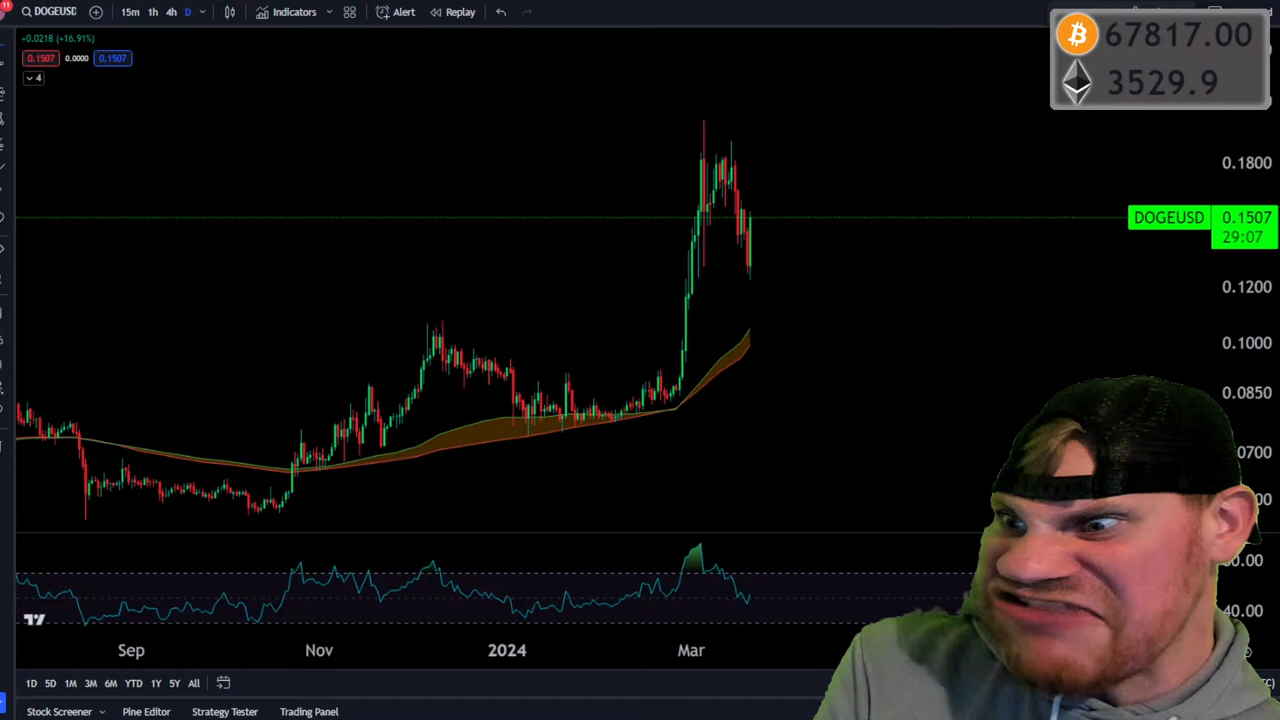 11
DOGEUSD 15m 1h 4h D Indicators Alert Replay
+0.0218 (+16.91%)
0.1507 0.0000 0.1507
4
67817.00
3529.9
0.1800
DOGEUSD 0.1507
29:07
0.1200
0.1000
0.0850
40.00
Sep Nov 2024 Mar
1D 5D 1M 3M 6M YTD 1Y 5Y All
Stock Screener Pine Editor Strategy Tester Trading Panel